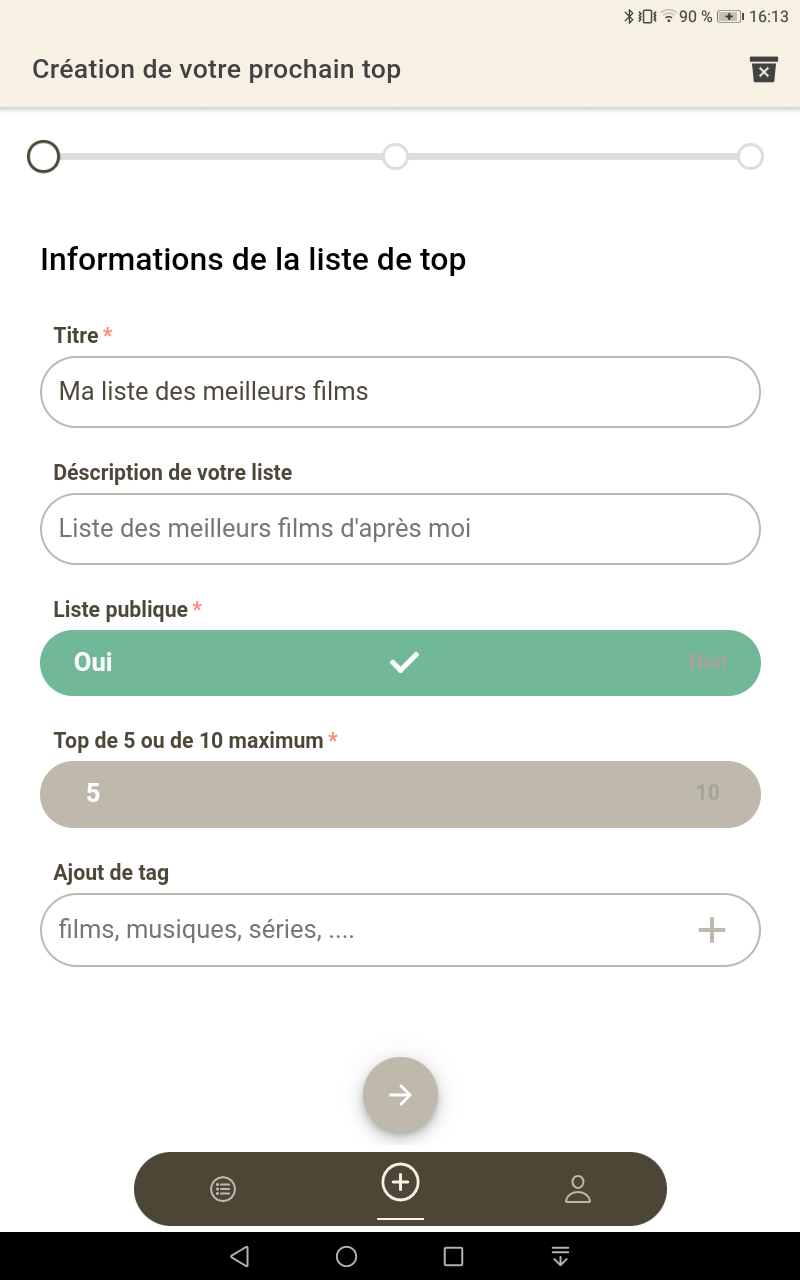 90 % 16:13
Création de votre prochain top
Informations de la liste de top
Titre *
Ma liste des meilleurs films
Déscription de votre liste
Liste des meilleurs films d'après moi
Liste publique *
Oui Non
Top de 5 ou de 10 maximum *
5 10
Ajout de tag
films, musiques, séries, ....